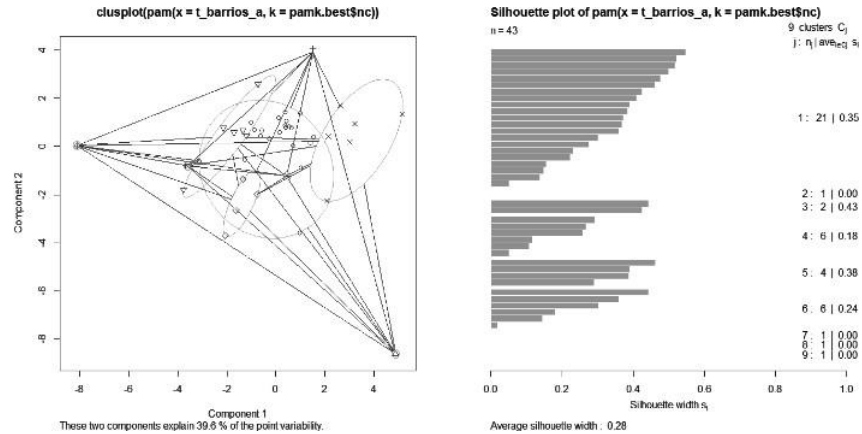 clusplot(pam(x = t_barrios_a, k = pamk.best$nc))
4
2
0
-2
-4
-6
-8
Component 2
-8
-6
-4
-2
0
2
4
Component 1
These two components explain 39.6 % of the point variability.
Silhouette plot of pam(x = t_barrios_a, k = pamk.best$nc)
n = 43
9 clusters Cj
j : nj | avei∈Cj si
1 : 21 | 0.35
2 : 1 | 0.00
3 : 2 | 0.43
4 : 6 | 0.18
5 : 4 | 0.38
6 : 6 | 0.24
7 : 1 | 0.00
8 : 1 | 0.00
9 : 1 | 0.00
0.0
0.2
0.4
0.6
0.8
1.0
Silhouette width si
Average silhouette width : 0.28